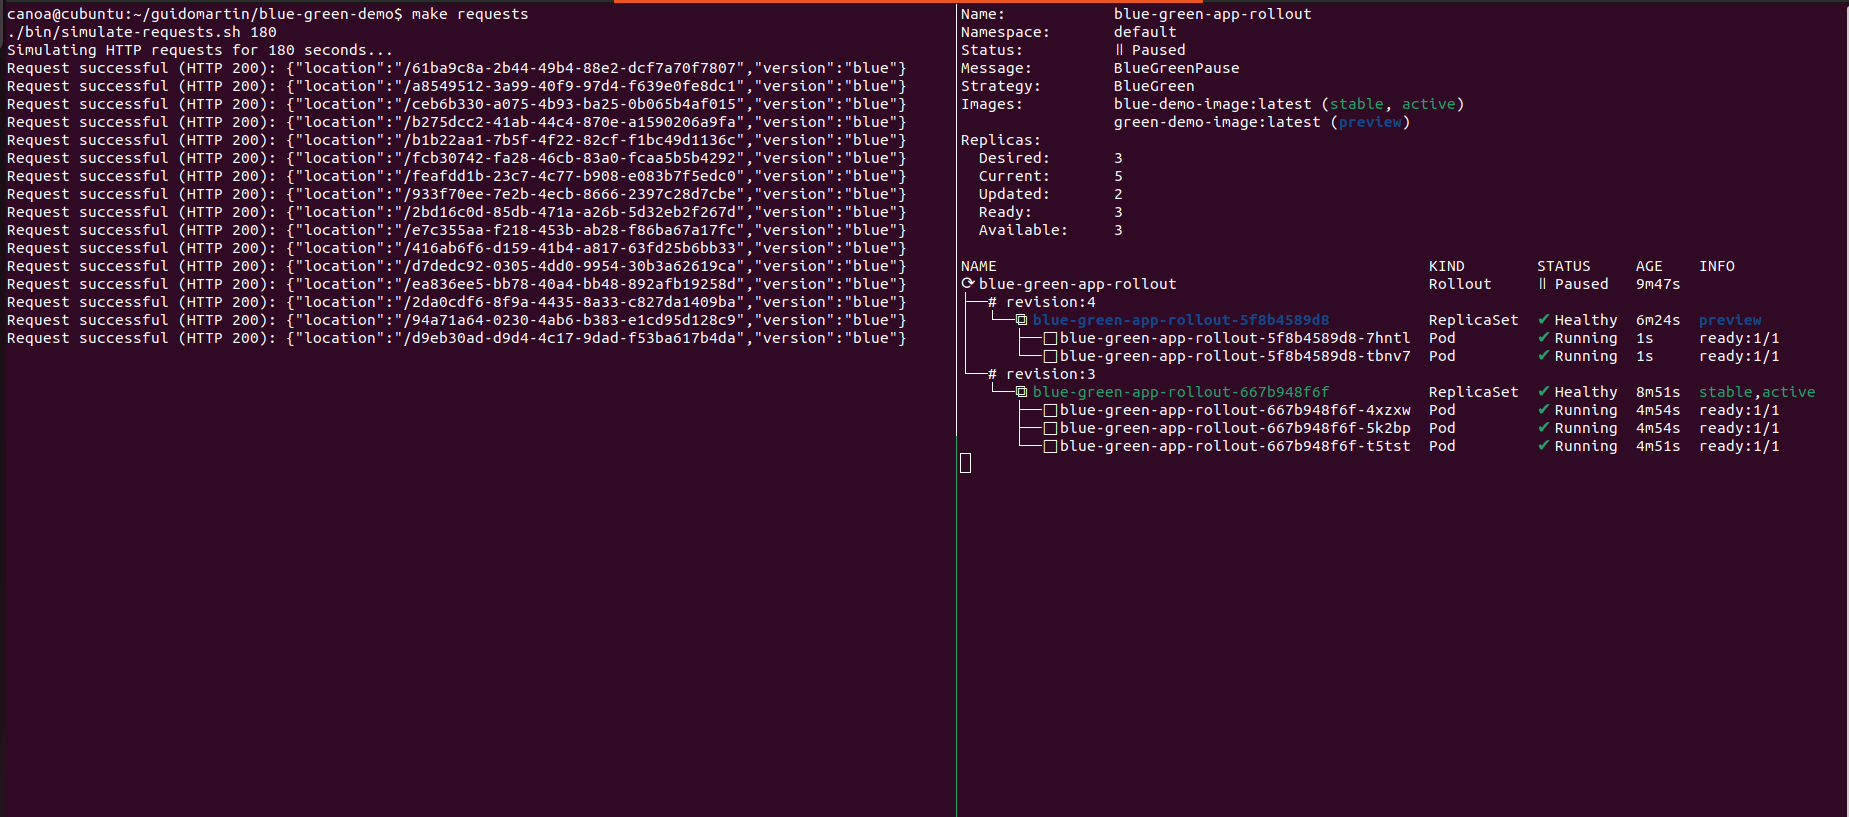 canoa@cubuntu:~/guidomartin/blue-green-demo$ make requests
./bin/simulate-requests.sh 180
Simulating HTTP requests for 180 seconds...
Request successful (HTTP 200): {"location":"/61ba9c8a-2b44-49b4-88e2-dcf7a70f7807","version":"blue"}
Request successful (HTTP 200): {"location":"/a8549512-3a99-40f9-97d4-f639e0fe8dc1","version":"blue"}
Request successful (HTTP 200): {"location":"/ceb6b330-a075-4b93-ba25-0b065b4af015","version":"blue"}
Request successful (HTTP 200): {"location":"/b275dcc2-41ab-44c4-870e-a1590206a9fa","version":"blue"}
Request successful (HTTP 200): {"location":"/b1b22aa1-7b5f-4f22-82cf-f1bc49d1136c","version":"blue"}
Request successful (HTTP 200): {"location":"/fcb30742-fa28-46cb-83a0-fcaa5b5b4292","version":"blue"}
Request successful (HTTP 200): {"location":"/feafdd1b-23c7-4c77-b908-e083b7f5edc0","version":"blue"}
Request successful (HTTP 200): {"location":"/933f70ee-7e2b-4ecb-8666-2397c28d7cbe","version":"blue"}
Request successful (HTTP 200): {"location":"/2bd16c0d-85db-471a-a26b-5d32eb2f267d","version":"blue"}
Request successful (HTTP 200): {"location":"/e7c355aa-f218-453b-ab28-f86ba67a17fc","version":"blue"}
Request successful (HTTP 200): {"location":"/416ab6f6-d159-41b4-a817-63fd25b6bb33","version":"blue"}
Request successful (HTTP 200): {"location":"/d7dedc92-0305-4dd0-9954-30b3a62619ca","version":"blue"}
Request successful (HTTP 200): {"location":"/ea836ee5-bb78-40a4-bb48-892afb19258d","version":"blue"}
Request successful (HTTP 200): {"location":"/2da0cdf6-8f9a-4435-8a33-c827da1409ba","version":"blue"}
Request successful (HTTP 200): {"location":"/94a71a64-0230-4ab6-b383-e1cd95d128c9","version":"blue"}
Request successful (HTTP 200): {"location":"/d9eb30ad-d9d4-4c17-9dad-f53ba617b4da","version":"blue"}
Name: blue-green-app-rollout
Namespace: default
Status: ॥ Paused
Message: BlueGreenPause
Strategy: BlueGreen
Images: blue-demo-image:latest (stable, active)
green-demo-image:latest (preview)
Replicas:
Desired: 3
Current: 5
Updated: 2
Ready: 3
Available: 3
NAME KIND STATUS AGE INFO
⟳ blue-green-app-rollout Rollout ॥ Paused 9m47s
├──# revision:4
│  └──⧉ blue-green-app-rollout-5f8b4589d8 ReplicaSet ✔ Healthy 6m24s preview
│     ├──□ blue-green-app-rollout-5f8b4589d8-7hntl Pod ✔ Running 1s ready:1/1
│     └──□ blue-green-app-rollout-5f8b4589d8-tbnv7 Pod ✔ Running 1s ready:1/1
└──# revision:3
   └──⧉ blue-green-app-rollout-667b948f6f ReplicaSet ✔ Healthy 8m51s stable,active
      ├──□ blue-green-app-rollout-667b948f6f-4xzxw Pod ✔ Running 4m54s ready:1/1
      ├──□ blue-green-app-rollout-667b948f6f-5k2bp Pod ✔ Running 4m54s ready:1/1
      └──□ blue-green-app-rollout-667b948f6f-t5tst Pod ✔ Running 4m51s ready:1/1